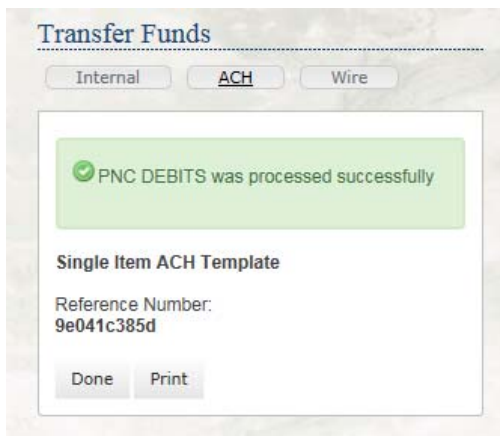 Transfer Funds
Internal ACH Wire
PNC DEBITS was processed successfully
Single Item ACH Template
Reference Number:
9e041c385d
Done Print